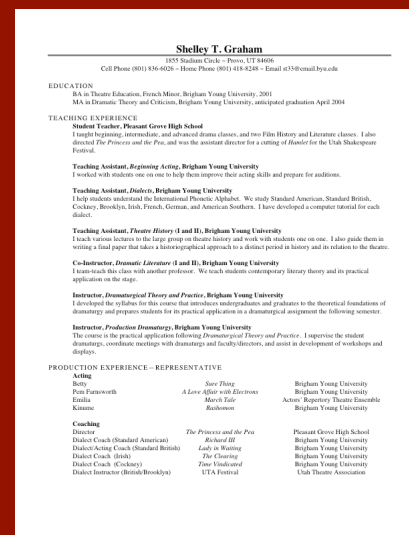 Shelley T. Graham
1855 Stadium Circle ~ Provo, UT 84606
Cell Phone (801) 836-6026 ~ Home Phone (801) 418-8248 ~ Email st33@email.byu.edu
EDUCATION
BA in Theatre Education, French Minor, Brigham Young University, 2001
MA in Dramatic Theory and Criticism, Brigham Young University, anticipated graduation April 2004
TEACHING EXPERIENCE
Student Teacher, Pleasant Grove High School
I taught beginning, intermediate, and advanced drama classes, and two Film History and Literature classes. I also
directed The Princess and the Pea, and was the assistant director for a cutting of Hamlet for the Utah Shakespeare
Festival.
Teaching Assistant, Beginning Acting, Brigham Young University
I worked with students one on one to help them improve their acting skills and prepare for auditions.
Teaching Assistant, Dialects, Brigham Young University
I help students understand the International Phonetic Alphabet. We study Standard American, Standard British,
Cockney, Brooklyn, Irish, French, German, and American Southern. I have developed a computer tutorial for each
dialect.
Teaching Assistant, Theatre History (I and II), Brigham Young University
I teach various lectures to the large group on theatre history and work with students one on one. I also guide them in
writing a final paper that takes a historiographical approach to a distinct period in history and its relation to the theatre.
Co-Instructor, Dramatic Literature (I and II), Brigham Young University
I team-teach this class with another professor. We teach students contemporary literary theory and its practical
application on the stage.
Instructor, Dramaturgical Theory and Practice, Brigham Young University
I developed the syllabus for this course that introduces undergraduates and graduates to the theoretical foundations of
dramaturgy and prepares students for its practical application in a dramaturgical assignment the following semester.
Instructor, Production Dramaturgy, Brigham Young University
The course is the practical application following Dramaturgical Theory and Practice. I supervise the student
dramaturgs, coordinate meetings with dramaturgs and faculty/directors, and assist in development of workshops and
displays.
PRODUCTION EXPERIENCE—REPRESENTATIVE
Acting
Betty Sure Thing Brigham Young University
Pem Farnsworth A Love Affair with Electrons Brigham Young University
Emilia March Tale Actors' Repertory Theatre Ensemble
Kinume Rashomon Brigham Young University
Coaching
Director The Princess and the Pea Pleasant Grove High School
Dialect Coach (Standard American) Richard III Brigham Young University
Dialect/Acting Coach (Standard British) Lady in Waiting Brigham Young University
Dialect Coach (Irish) The Clearing Brigham Young University
Dialect Coach (Cockney) Time Vindicated Brigham Young University
Dialect Instructor (British/Brooklyn) UTA Festival Utah Theatre Association